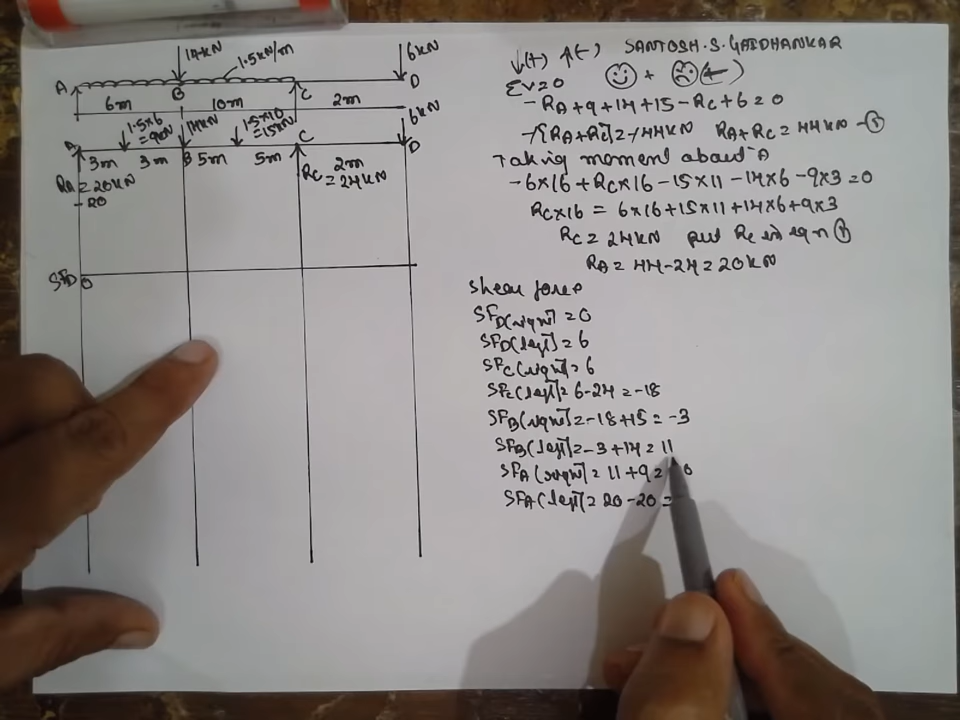 14KN
1.5KN/m
6KN
A
B
C
D
6m
10m
2m
1.5x6
=9KN
14KN
1.5x10
=15KN
6KN
A
B
C
D
3m
3m
5m
5m
2m
RA=20KN
RC=24KN
20
SFD
0
↓(+) ↑(-) SANTOSH.S.GAIDHANKAR
ΣV=0 + (-)
-RA+9+14+15-RC+6=0
-[RA+RC]=-44KN RA+RC=44KN -①
Taking moment about A
-6x16+RCx16-15x11-14x6-9x3=0
RCx16=6x16+15x11+14x6+9x3
RC=24KN put RC in eqn ①
RA=44-24=20KN
Shear force
SFD(right)=0
SFD(left)=6
SFC(right)=6
SFC(left)=6-24=-18
SFB(right)=-18+15=-3
SFB(left)=-3+14=11
SFA(right)=11+9= 0
SFA(left)=20-20=